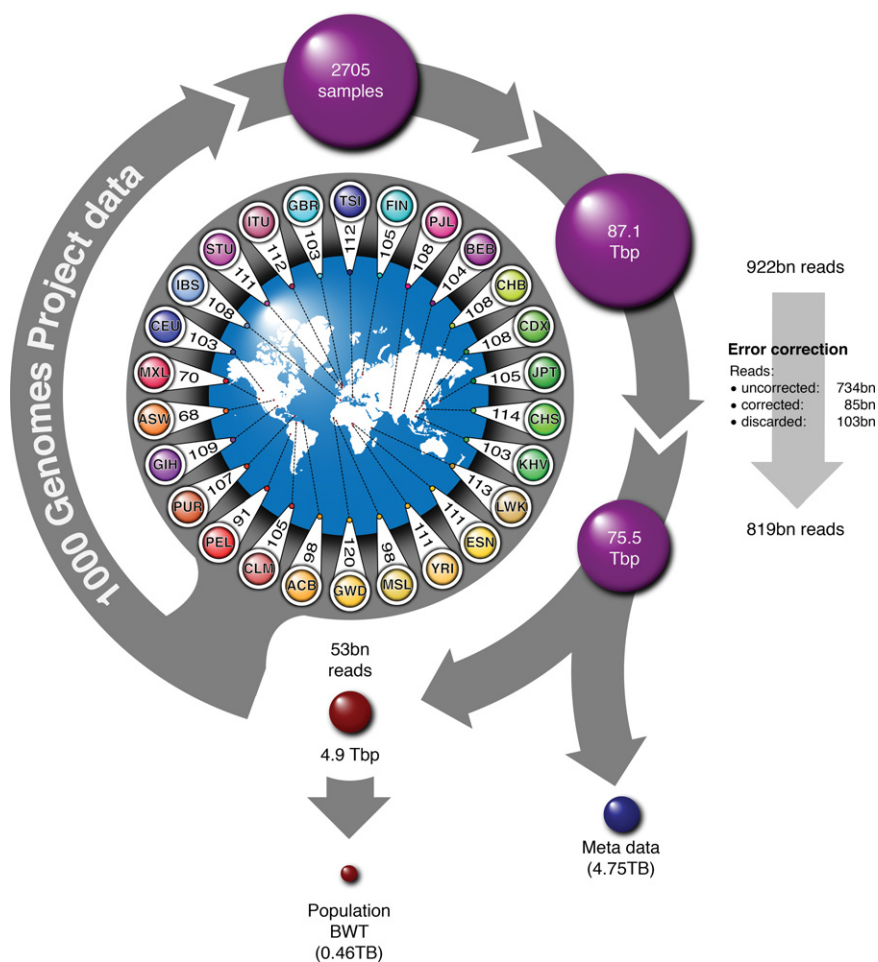 2705
samples
1000 Genomes Project data
87.1
Tbp
922bn reads
Error correction
Reads:
• uncorrected: 734bn
• corrected: 85bn
• discarded: 103bn
819bn reads
75.5
Tbp
TSI
112
FIN
105
PJL
108
BEB
104
CHB
108
CDX
108
JPT
105
CHS
114
KHV
103
LWK
113
ESN
111
YRI
111
MSL
98
GWD
120
ACB
98
CLM
105
PEL
91
PUR
107
GIH
109
ASW
68
MXL
70
CEU
103
IBS
108
STU
111
ITU
112
GBR
103
53bn
reads
4.9 Tbp
Population
BWT
(0.46TB)
Meta data
(4.75TB)